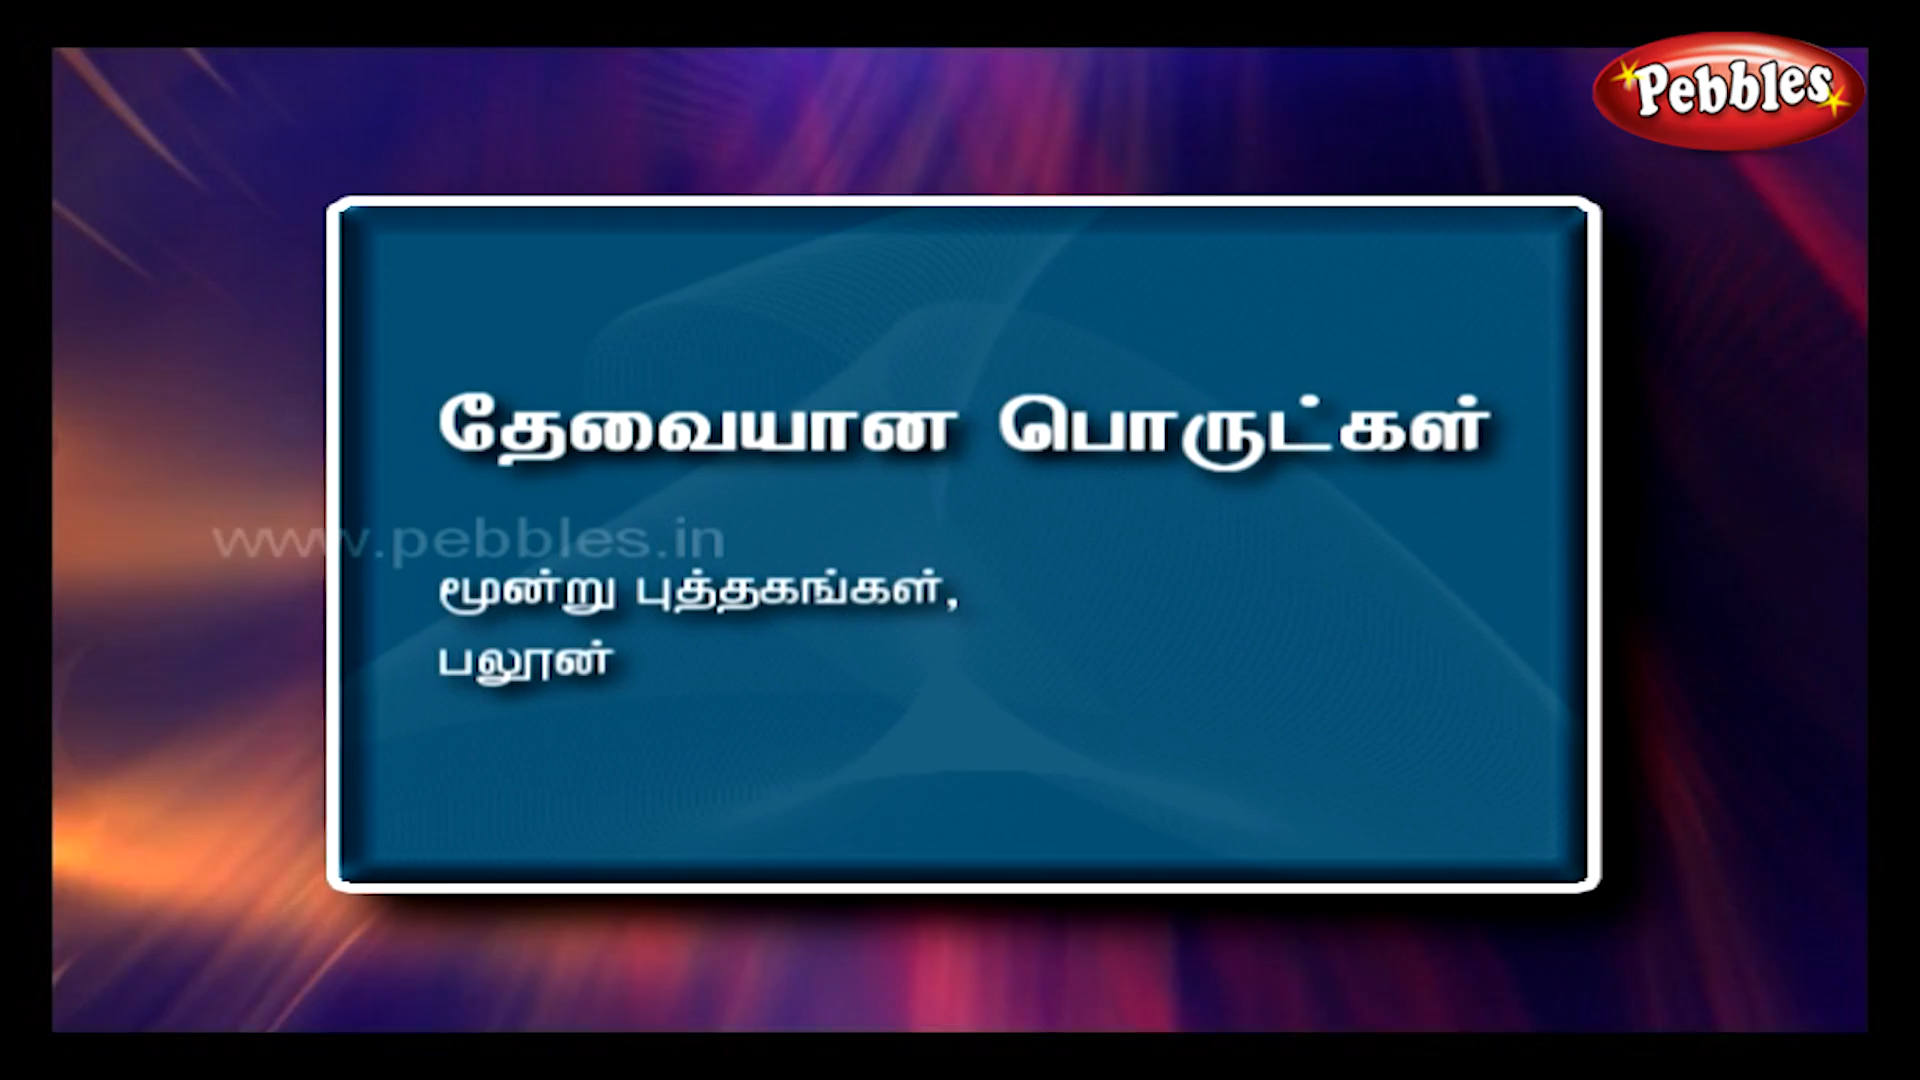 Pebbles
தேவையான பொருட்கள்
www.pebbles.in
மூன்று புத்தகங்கள்,
பலூன்